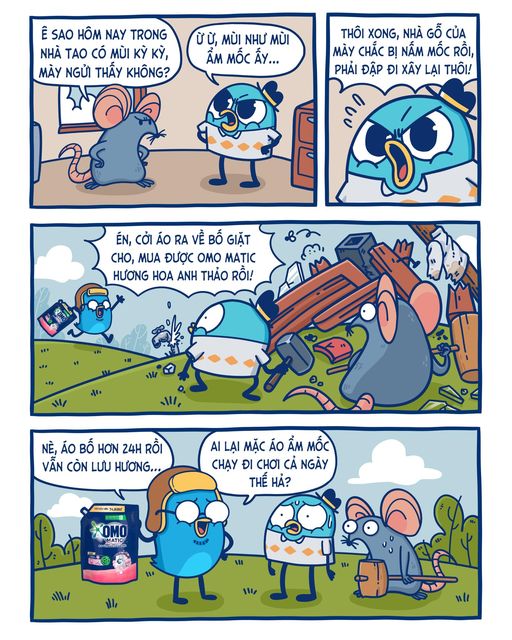 Ê SAO HÔM NAY TRONG
NHÀ TAO CÓ MÙI KỲ KỲ,
MÀY NGỬI THẤY KHÔNG?
Ừ Ừ, MÙI NHƯ MÙI
ẨM MỐC ẤY...
THÔI XONG, NHÀ GỖ CỦA
MÀY CHẮC BỊ NẤM MỐC RỒI,
PHẢI ĐẬP ĐI XÂY LẠI THÔI!
ÉN, CỞI ÁO RA VỀ BỐ GIẶT
CHO, MUA ĐƯỢC OMO MATIC
HƯƠNG HOA ANH THẢO RỒI!
NÈ, ÁO BỐ HƠN 24H RỒI
VẪN CÒN LƯU HƯƠNG...
AI LẠI MẶC ÁO ẨM MỐC
CHẠY ĐI CHƠI CẢ NGÀY
THẾ HẢ?
OMO
MATIC